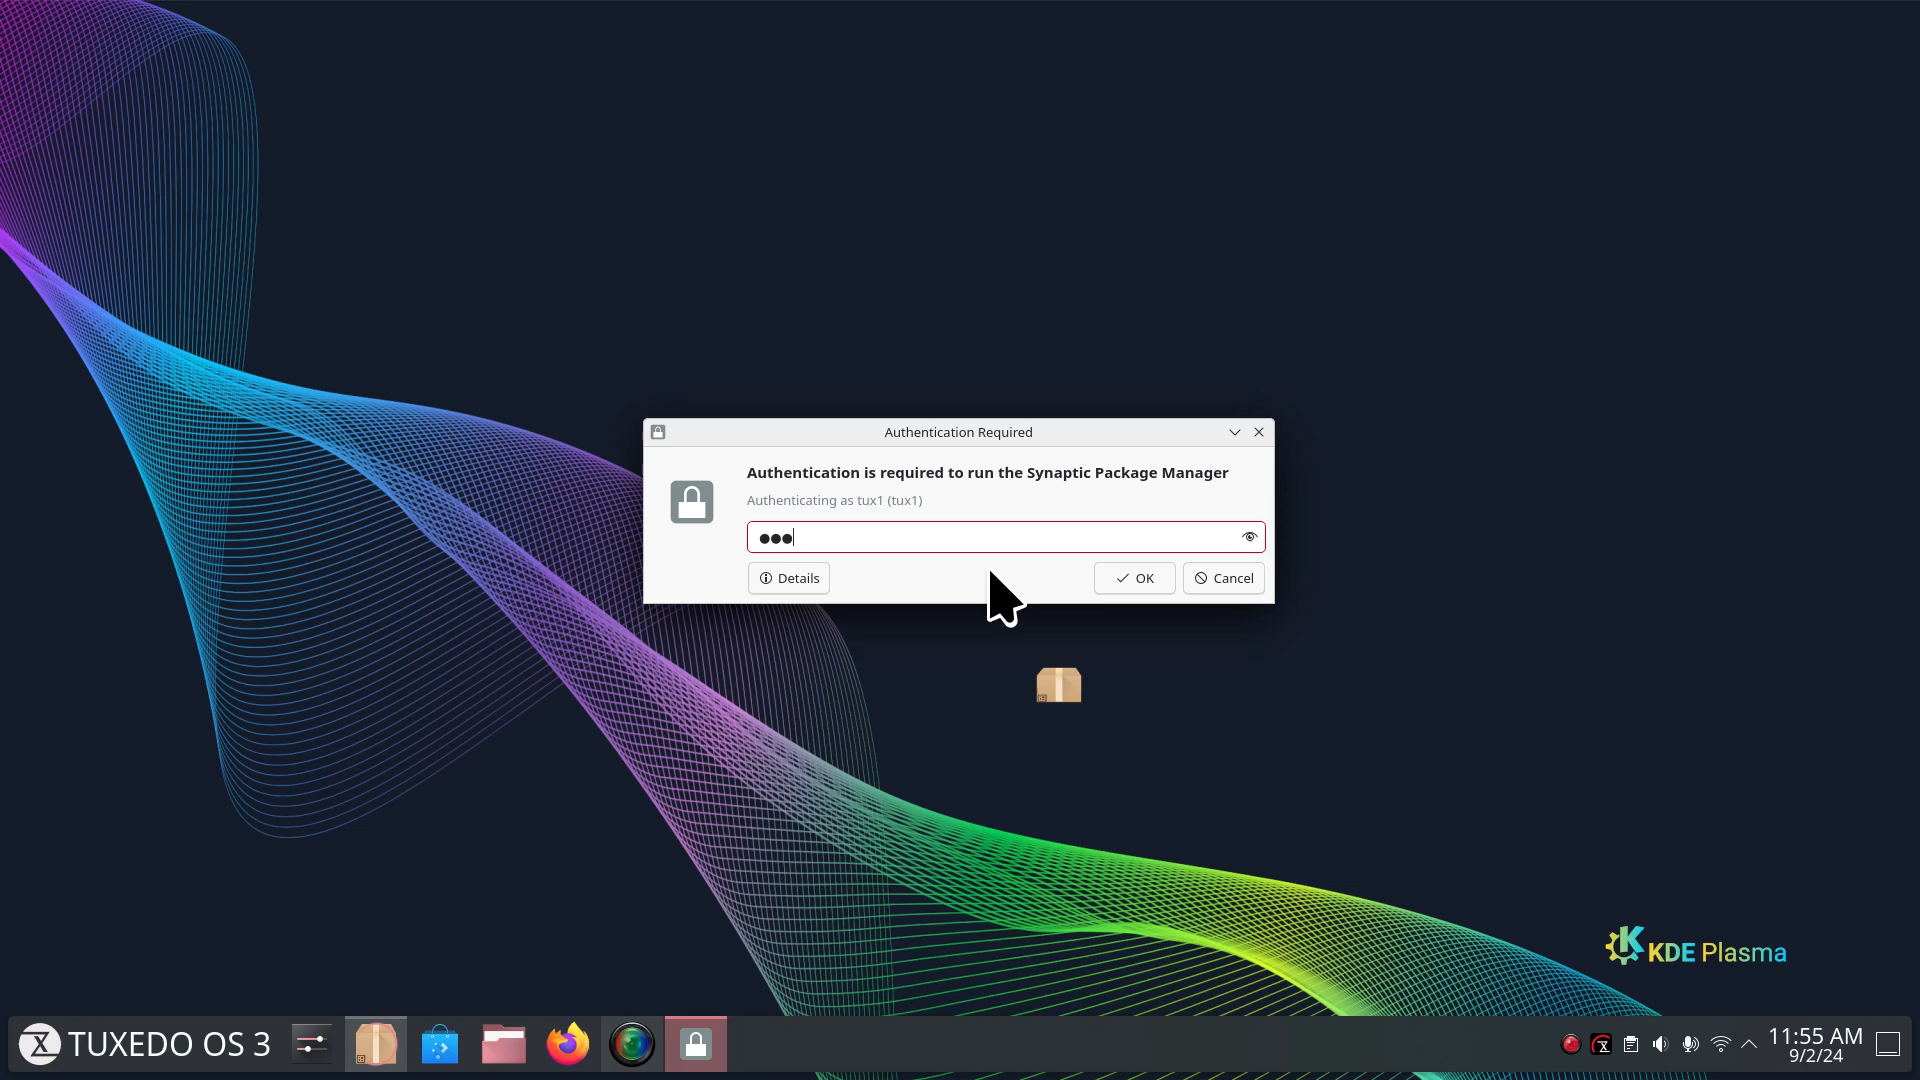 Authentication Required
Authentication is required to run the Synaptic Package Manager
Authenticating as tux1 (tux1)
●●●
Details
OK
Cancel
KDE Plasma
TUXEDO OS 3
11:55 AM
9/2/24